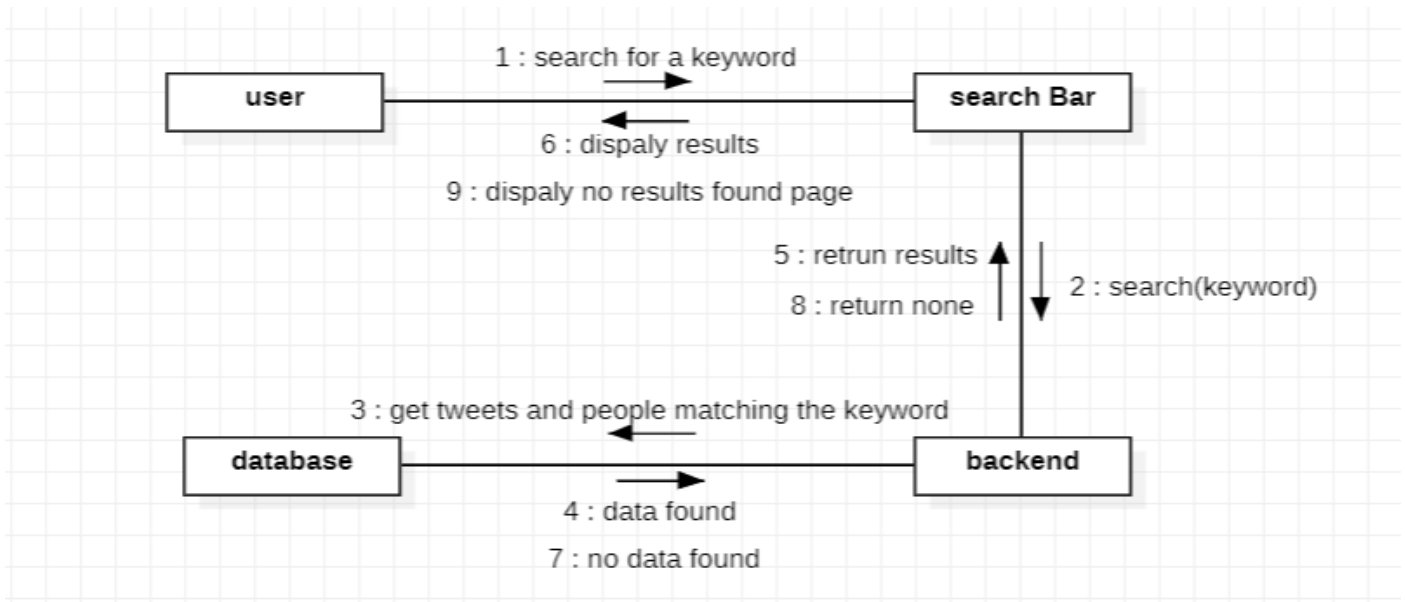 1 : search for a keyword
user
search Bar
6 : dispaly results
9 : dispaly no results found page
5 : retrun results
2 : search(keyword)
8 : return none
3 : get tweets and people matching the keyword
database
backend
4 : data found
7 : no data found